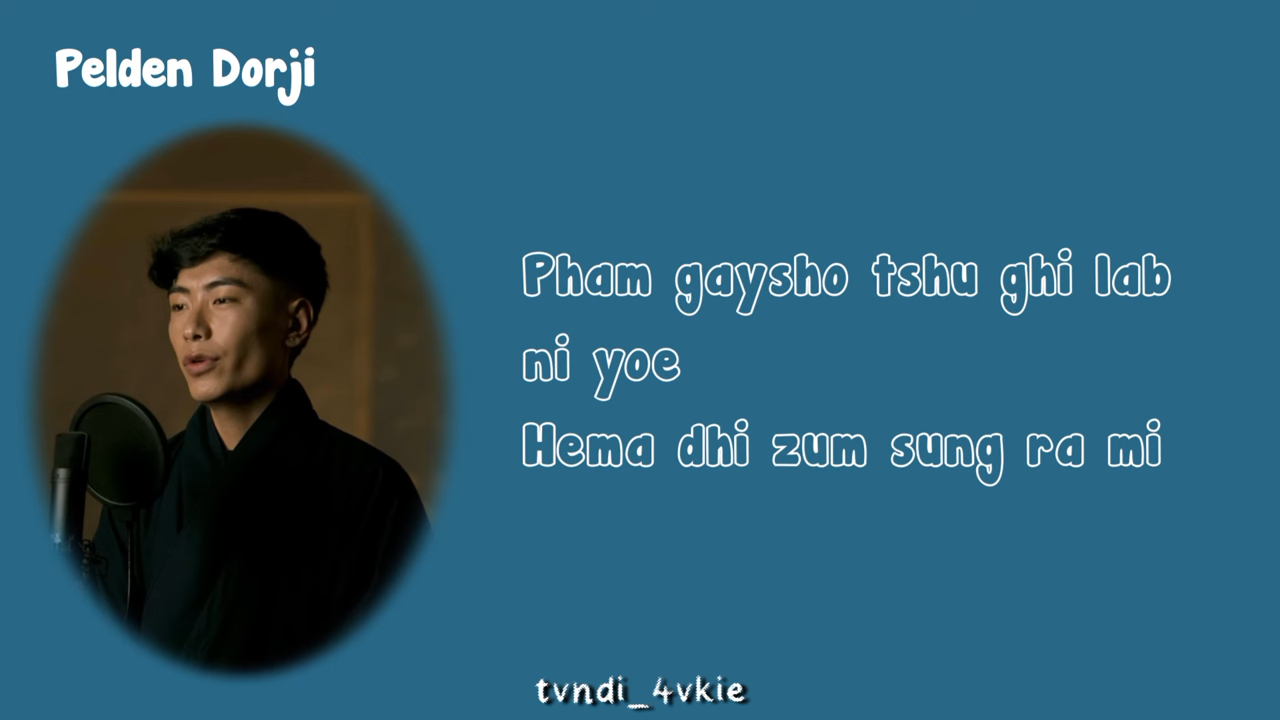 Pelden Dorji
Pham gaysho tshu ghi lab
ni yoe
Hema dhi zum sung ra mi
tvndi_4vkie